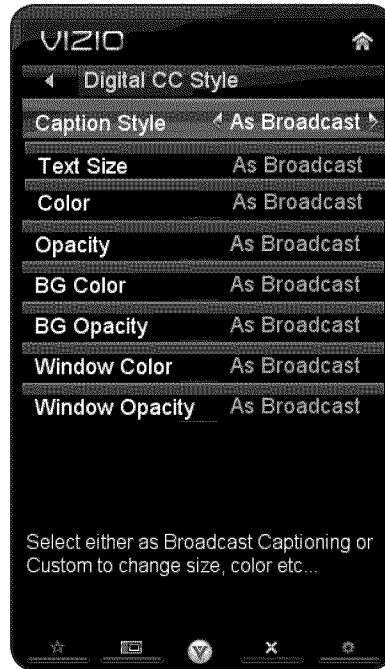 VIZIO
Digital CC Style
Caption Style As Broadcast
Text Size As Broadcast
Color As Broadcast
Opacity As Broadcast
BG Color As Broadcast
BG Opacity As Broadcast
Window Color As Broadcast
Window Opacity As Broadcast
Select either as Broadcast Captioning or
Custom to change size, color etc...
V